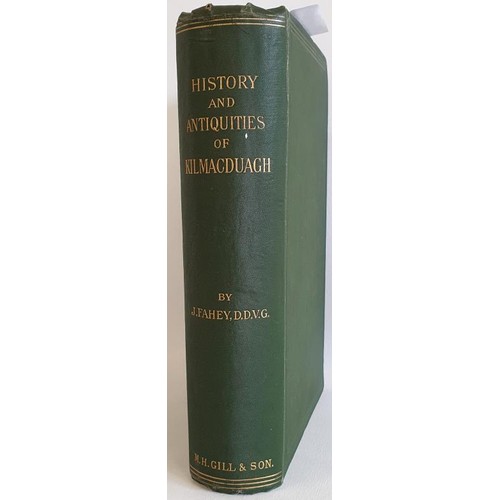 HISTORY
AND
ANTIQUITIES
OF
KILMACDUAGH
BY
J. FAHEY, D.D.V.G.
M.H. GILL & SON.